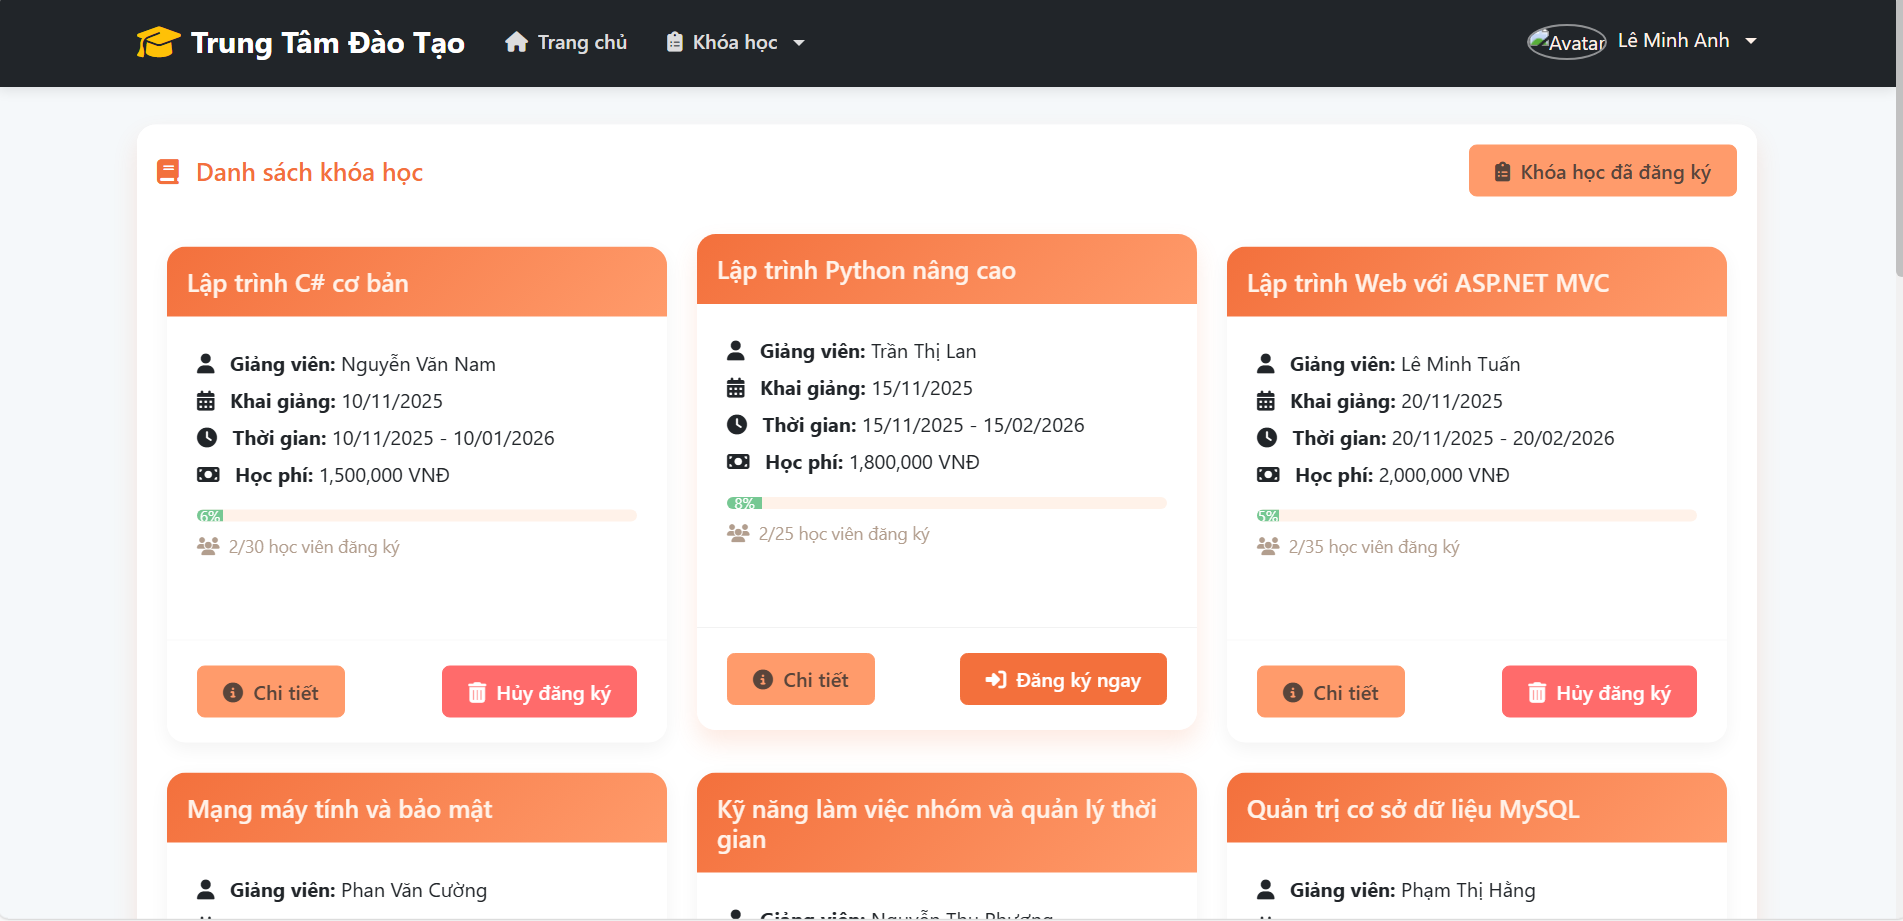 Trung Tâm Đào Tạo
Trang chủ
Khóa học
Avatar
Lê Minh Anh
Danh sách khóa học
Khóa học đã đăng ký
Lập trình C# cơ bản
Giảng viên: Nguyễn Văn Nam
Khai giảng: 10/11/2025
Thời gian: 10/11/2025 - 10/01/2026
Học phí: 1,500,000 VNĐ
6%
2/30 học viên đăng ký
Chi tiết
Hủy đăng ký
Lập trình Python nâng cao
Giảng viên: Trần Thị Lan
Khai giảng: 15/11/2025
Thời gian: 15/11/2025 - 15/02/2026
Học phí: 1,800,000 VNĐ
8%
2/25 học viên đăng ký
Chi tiết
Đăng ký ngay
Lập trình Web với ASP.NET MVC
Giảng viên: Lê Minh Tuấn
Khai giảng: 20/11/2025
Thời gian: 20/11/2025 - 20/02/2026
Học phí: 2,000,000 VNĐ
5%
2/35 học viên đăng ký
Chi tiết
Hủy đăng ký
Mạng máy tính và bảo mật
Giảng viên: Phan Văn Cường
Kỹ năng làm việc nhóm và quản lý thời
gian
Giảng viên: Nguyễn Thu Phương
Quản trị cơ sở dữ liệu MySQL
Giảng viên: Phạm Thị Hằng